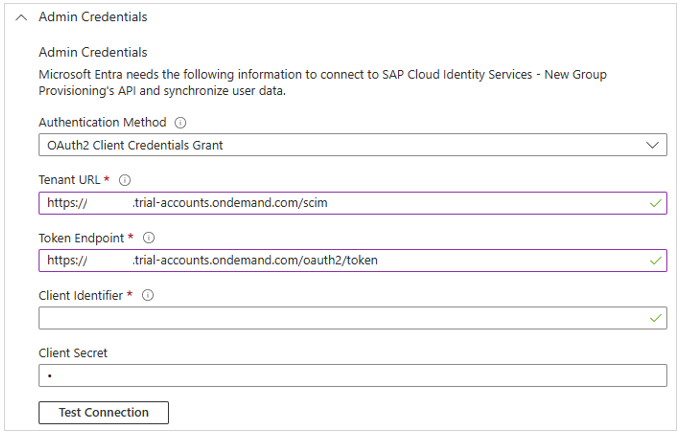 Admin Credentials
Admin Credentials
Microsoft Entra needs the following information to connect to SAP Cloud Identity Services - New Group
Provisioning's API and synchronize user data.
Authentication Method
OAuth2 Client Credentials Grant
Tenant URL *
https:// .trial-accounts.ondemand.com/scim
Token Endpoint *
https:// .trial-accounts.ondemand.com/oauth2/token
Client Identifier *
Client Secret
•
Test Connection